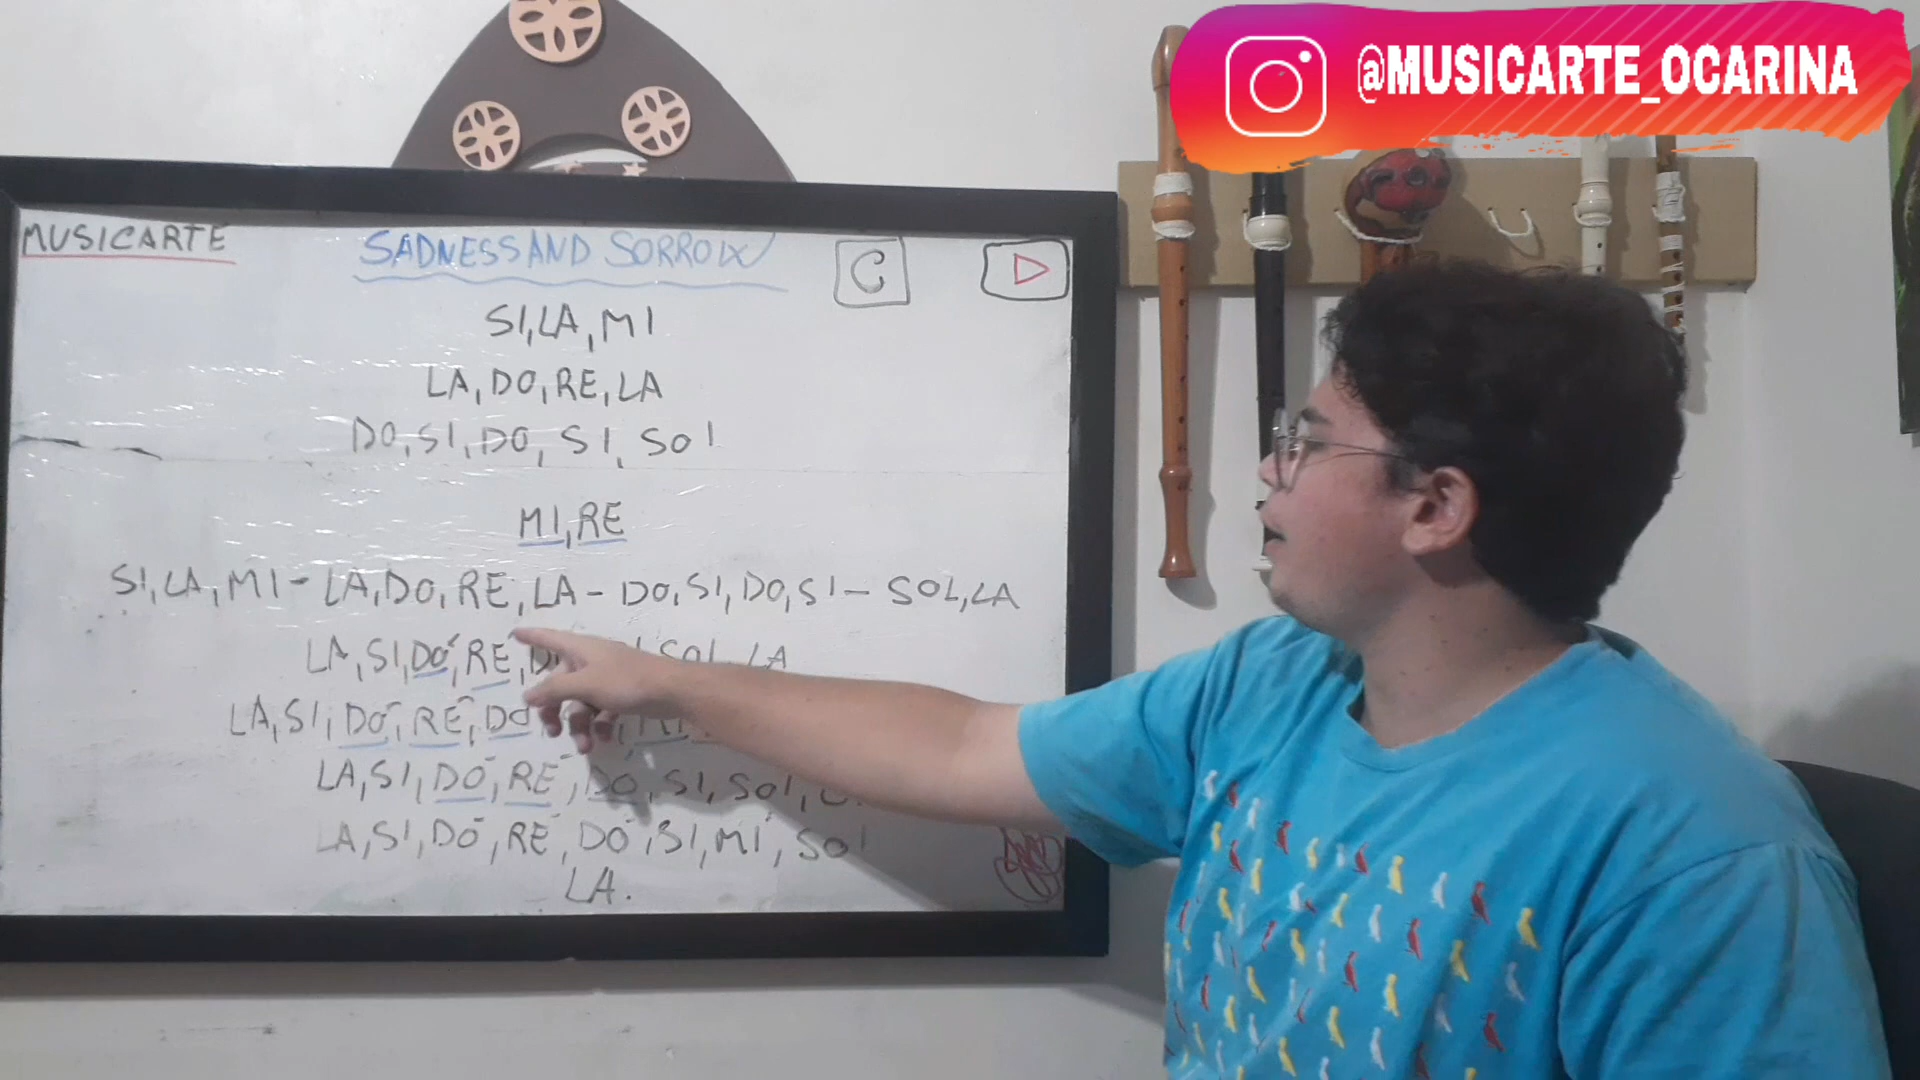 @MUSICARTE_OCARINA
MUSICARTE
SADNESS AND SORROW
C
SI, LA, MI
LA, DO, RE, LA
DO, SI, DO, SI, SOl
MI, RE
SI, LA, MI - LA, DO, RE, LA - DO, SI, DO, SI - SOL, LA
LA, SI, DO', RE', SOl, LA
LA, SI, DO', RE', DO'
LA, SI, DO', RE', DO', SI, SOl,
LA, SI, DO', RE', DO', SI, MI', SOl
LA.